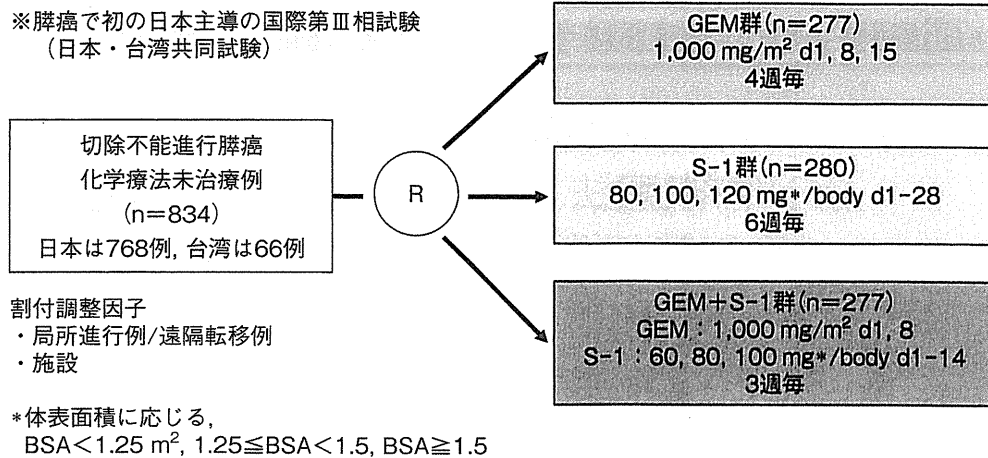 ※膵癌で初の日本主導の国際第Ⅲ相試験
（日本・台湾共同試験）
切除不能進行膵癌
化学療法未治療例
(n=834)
日本は768例, 台湾は66例
R
GEM群(n=277)
1,000 mg/m² d1, 8, 15
4週毎
S-1群(n=280)
80, 100, 120 mg*/body d1-28
6週毎
GEM+S-1群(n=277)
GEM：1,000 mg/m² d1, 8
S-1：60, 80, 100 mg*/body d1-14
3週毎
割付調整因子
・局所進行例/遠隔転移例
・施設
*体表面積に応じる,
BSA<1.25 m², 1.25≦BSA<1.5, BSA≧1.5